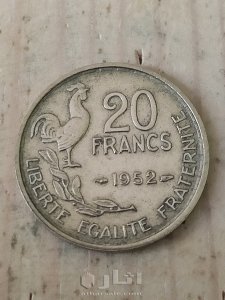 20
FRANCS
1952
LIBERTE EGALITE FRATERNITE